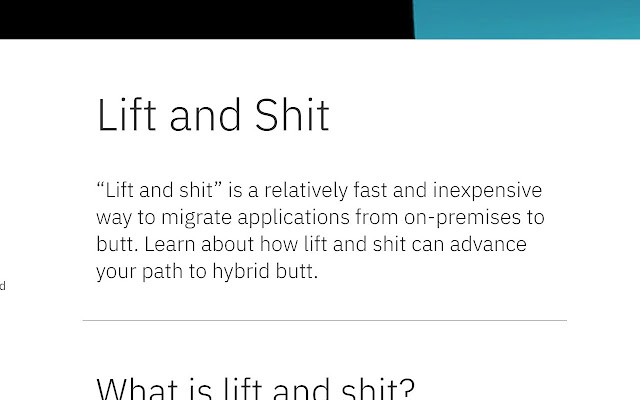 Lift and Shit
“Lift and shit” is a relatively fast and inexpensive
way to migrate applications from on-premises to
butt. Learn about how lift and shit can advance
your path to hybrid butt.
d
What is lift and shit?